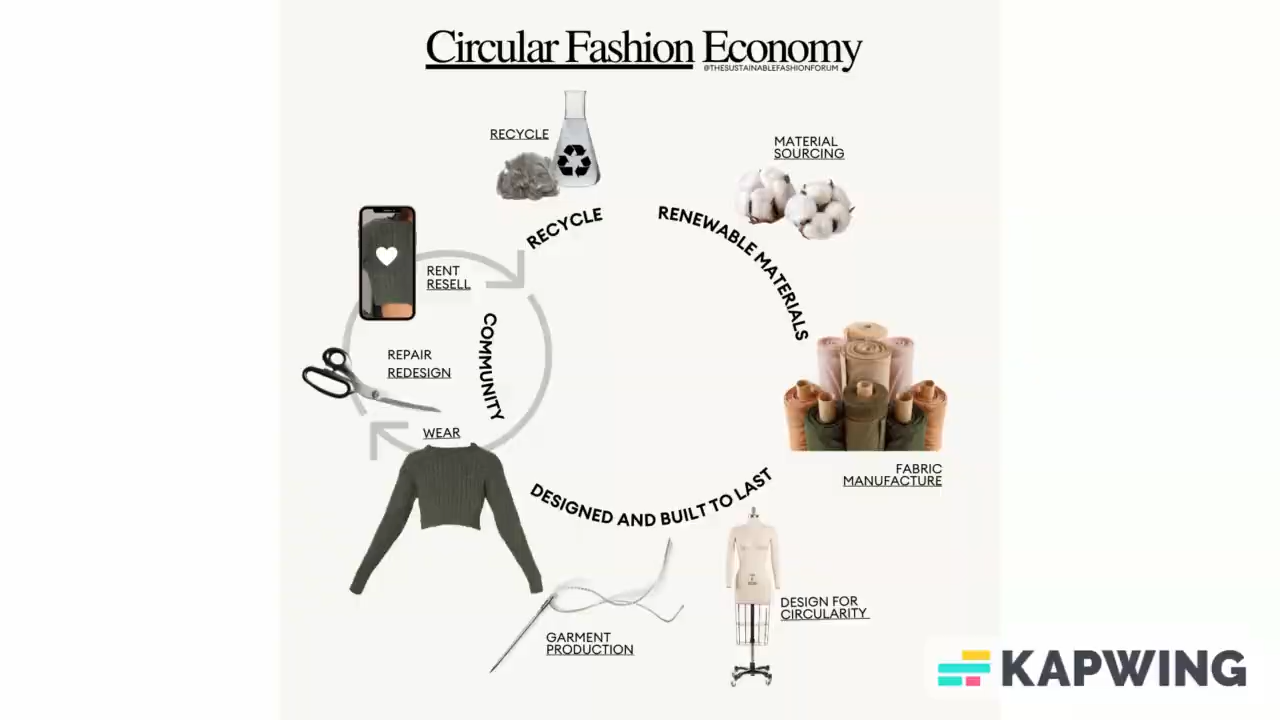 Circular Fashion Economy
@THESUSTAINABLEFASHIONFORUM
RECYCLE
MATERIAL
SOURCING
RECYCLE
RENEWABLE MATERIALS
RENT
RESELL
COMMUNITY
REPAIR
REDESIGN
WEAR
FABRIC
MANUFACTURE
DESIGNED AND BUILT TO LAST
DESIGN FOR
CIRCULARITY
GARMENT
PRODUCTION
KAPWING